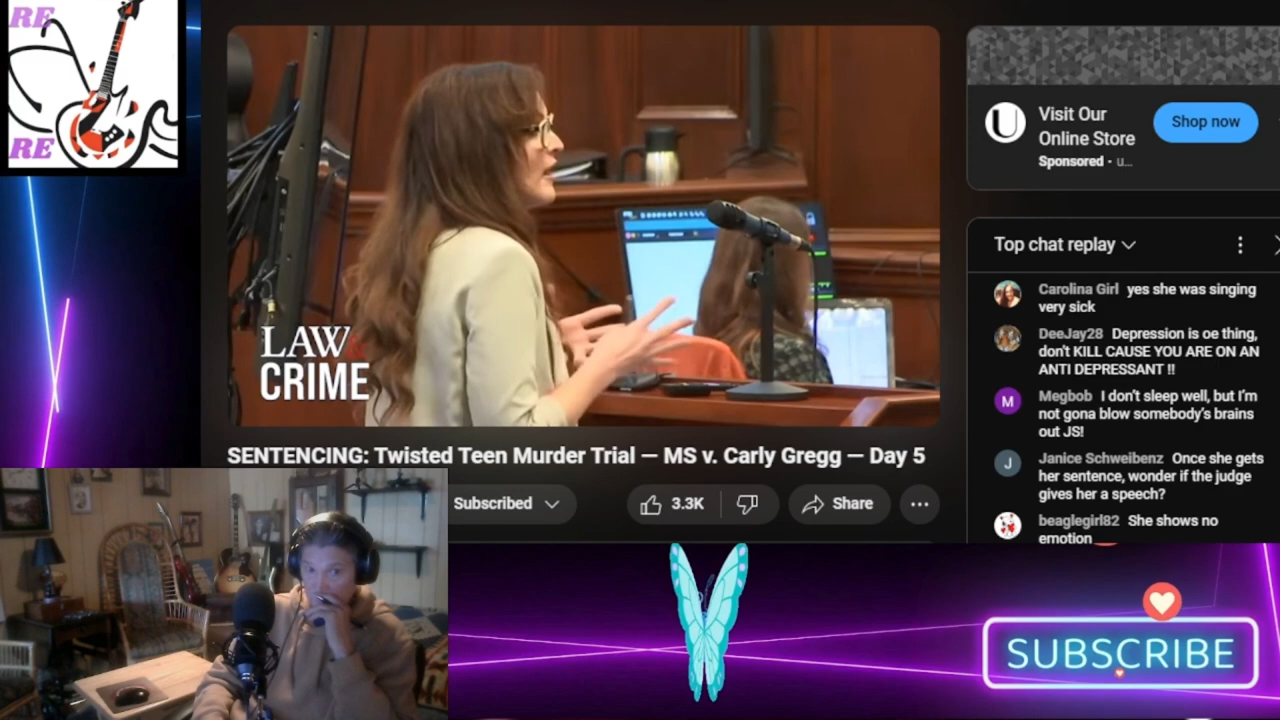 RE
RE
LAW
CRIME
SENTENCING: Twisted Teen Murder Trial — MS v. Carly Gregg — Day 5
Subscribed
3.3K
Share
Visit Our
Online Store
Sponsored · u...
Shop now
Top chat replay
Carolina Girl yes she was singing
very sick
DeeJay28 Depression is oe thing,
don't KILL CAUSE YOU ARE ON AN
ANTI DEPRESSANT !!
M
Megbob I don't sleep well, but I'm
not gona blow somebody's brains
out JS!
J
Janice Schweibenz Once she gets
her sentence, wonder if the judge
gives her a speech?
beaglegirl82 She shows no
emotion
SUBSCRIBE